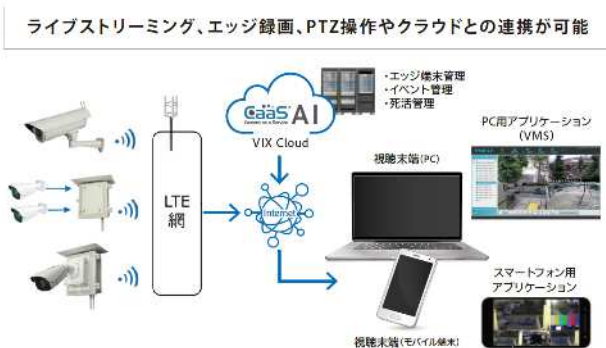 ライブストリーミング、エッジ録画、PTZ操作やクラウドとの連携が可能
CaaS AI
VIX Cloud
・エッジ端末管理
・イベント管理
・死活管理
PC用アプリケーション
(VMS)
視聴末端(PC)
LTE
網
Internet
スマートフォン用
アプリケーション
視聴末端(モバイル端末)